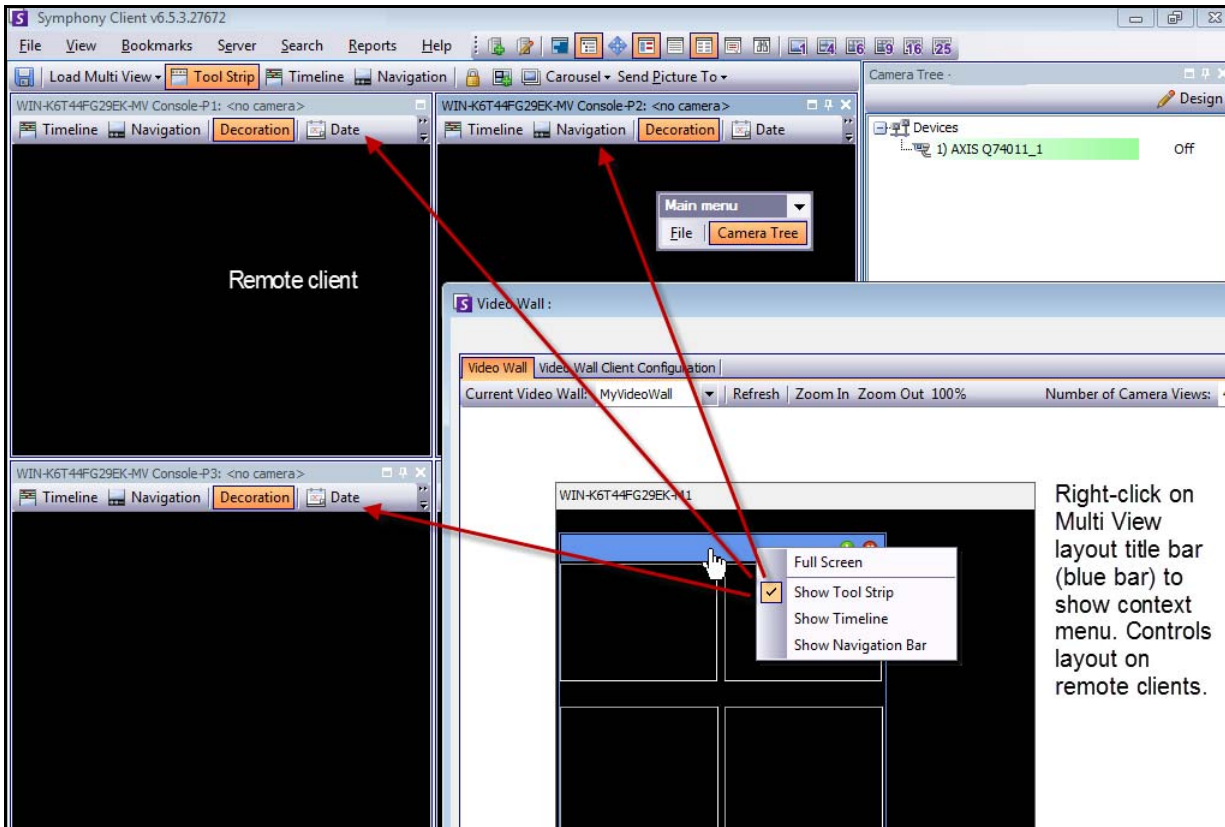 Symphony Client v6.5.3.27672
File View Bookmarks Server Search Reports Help
Load Multi View Tool Strip Timeline Navigation Carousel Send Picture To
Camera Tree -
Design
WIN-K6T44FG29EK-MV Console-P1: <no camera>
Timeline Navigation Decoration Date
WIN-K6T44FG29EK-MV Console-P2: <no camera>
Timeline Navigation Decoration Date
Devices
1) AXIS Q74011_1 Off
Main menu
File Camera Tree
Remote client
Video Wall :
Video Wall Video Wall Client Configuration
Current Video Wall: MyVideoWall Refresh Zoom In Zoom Out 100% Number of Camera Views: 4
WIN-K6T44FG29EK-MV Console-P3: <no camera>
Timeline Navigation Decoration Date
WIN-K6T44FG29EK-M1
Full Screen
Show Tool Strip
Show Timeline
Show Navigation Bar
Right-click on
Multi View
layout title bar
(blue bar) to
show context
menu. Controls
layout on
remote clients.